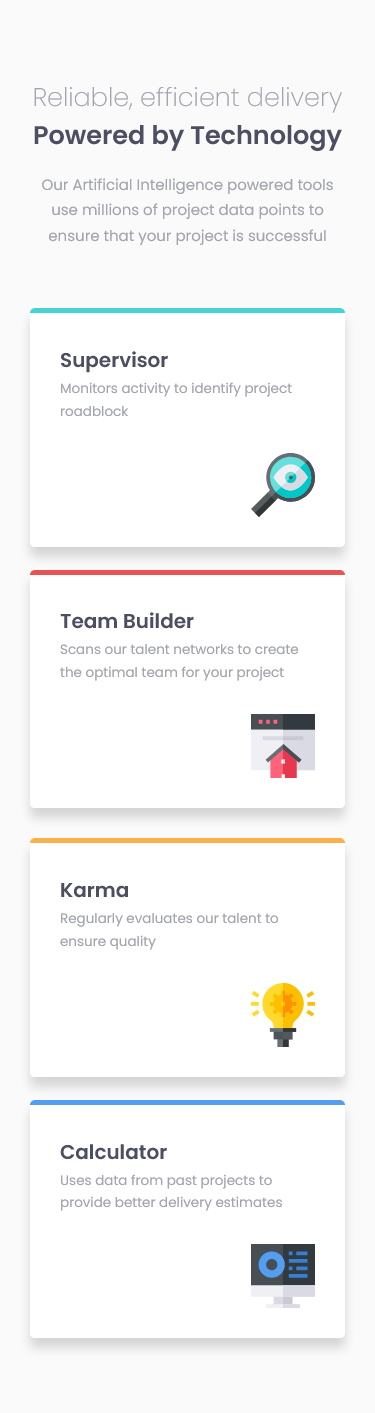 Reliable, efficient delivery
Powered by Technology
Our Artificial Intelligence powered tools
use millions of project data points to
ensure that your project is successful
Supervisor
Monitors activity to identify project
roadblock
Team Builder
Scans our talent networks to create
the optimal team for your project
Karma
Regularly evaluates our talent to
ensure quality
Calculator
Uses data from past projects to
provide better delivery estimates